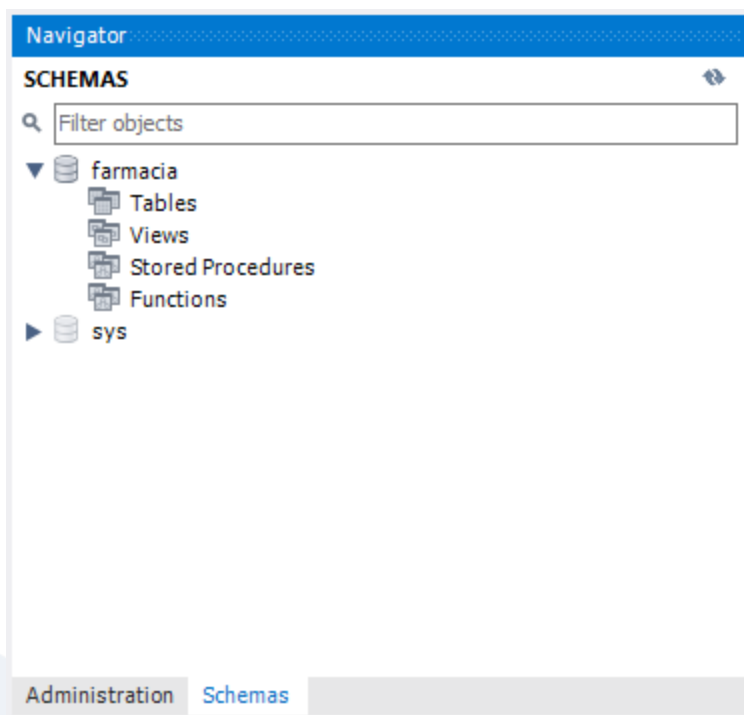 Navigator
SCHEMAS
Filter objects
farmacia
Tables
Views
Stored Procedures
Functions
sys
Administration Schemas